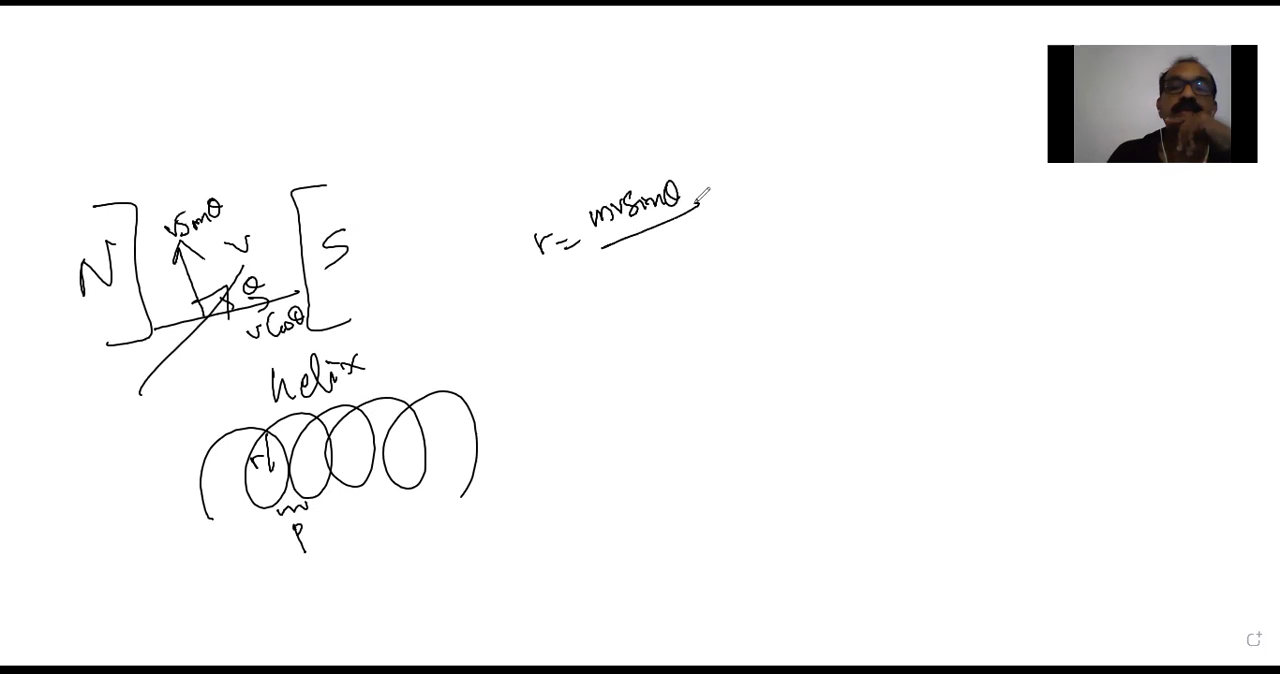 vSinθ
v
N
S
θ
vCosθ
helix
r
p
r = mvSinθ